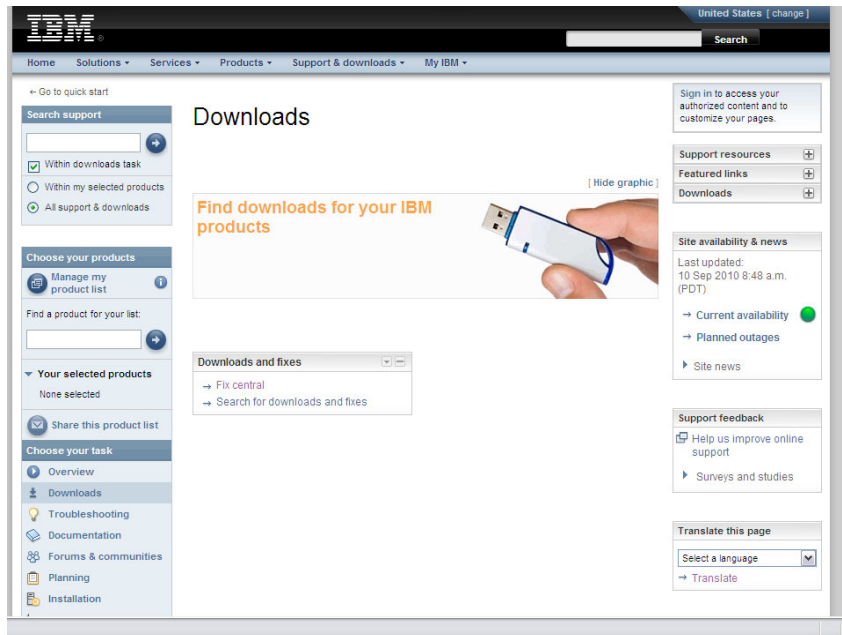 United States [ change ]
IBM®
Search
Home Solutions Services Products Support & downloads My IBM
← Go to quick start
Search support
Within downloads task
Within my selected products
All support & downloads
Choose your products
Manage my
product list
Find a product for your list:
Your selected products
None selected
Share this product list
Choose your task
Overview
Downloads
Troubleshooting
Documentation
Forums & communities
Planning
Installation
Downloads
[ Hide graphic ]
Find downloads for your IBM
products
Downloads and fixes
→ Fix central
→ Search for downloads and fixes
Sign in to access your
authorized content and to
customize your pages.
Support resources
Featured links
Downloads
Site availability & news
Last updated:
10 Sep 2010 8:48 a.m.
(PDT)
→ Current availability
→ Planned outages
Site news
Support feedback
Help us improve online
support
Surveys and studies
Translate this page
Select a language
→ Translate